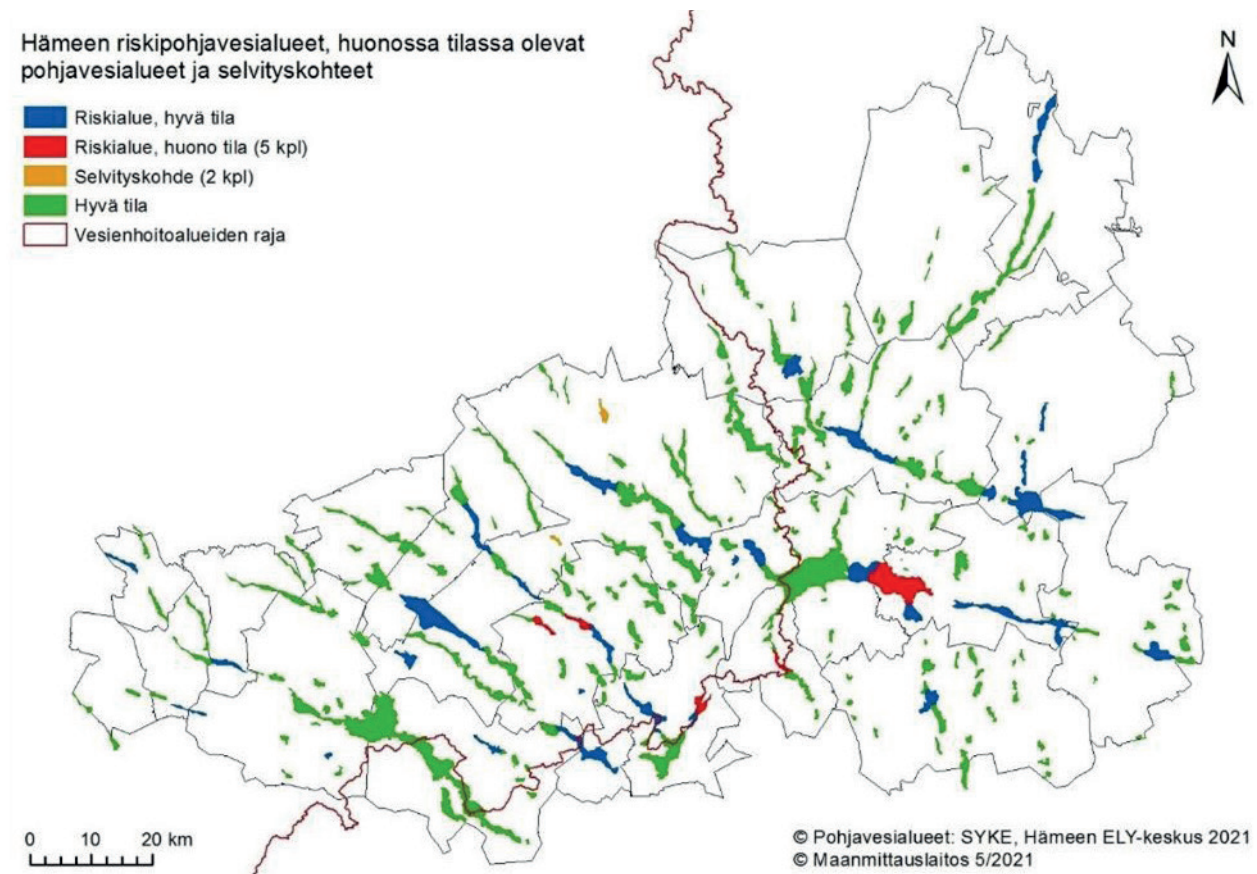 Hämeen riskipohjavesialueet, huonossa tilassa olevat
pohjavesialueet ja selvityskohteet
Riskialue, hyvä tila
Riskialue, huono tila (5 kpl)
Selvityskohde (2 kpl)
Hyvä tila
Vesienhoitoalueiden raja
N
0 10 20 km
© Pohjavesialueet: SYKE, Hämeen ELY-keskus 2021
© Maanmittauslaitos 5/2021